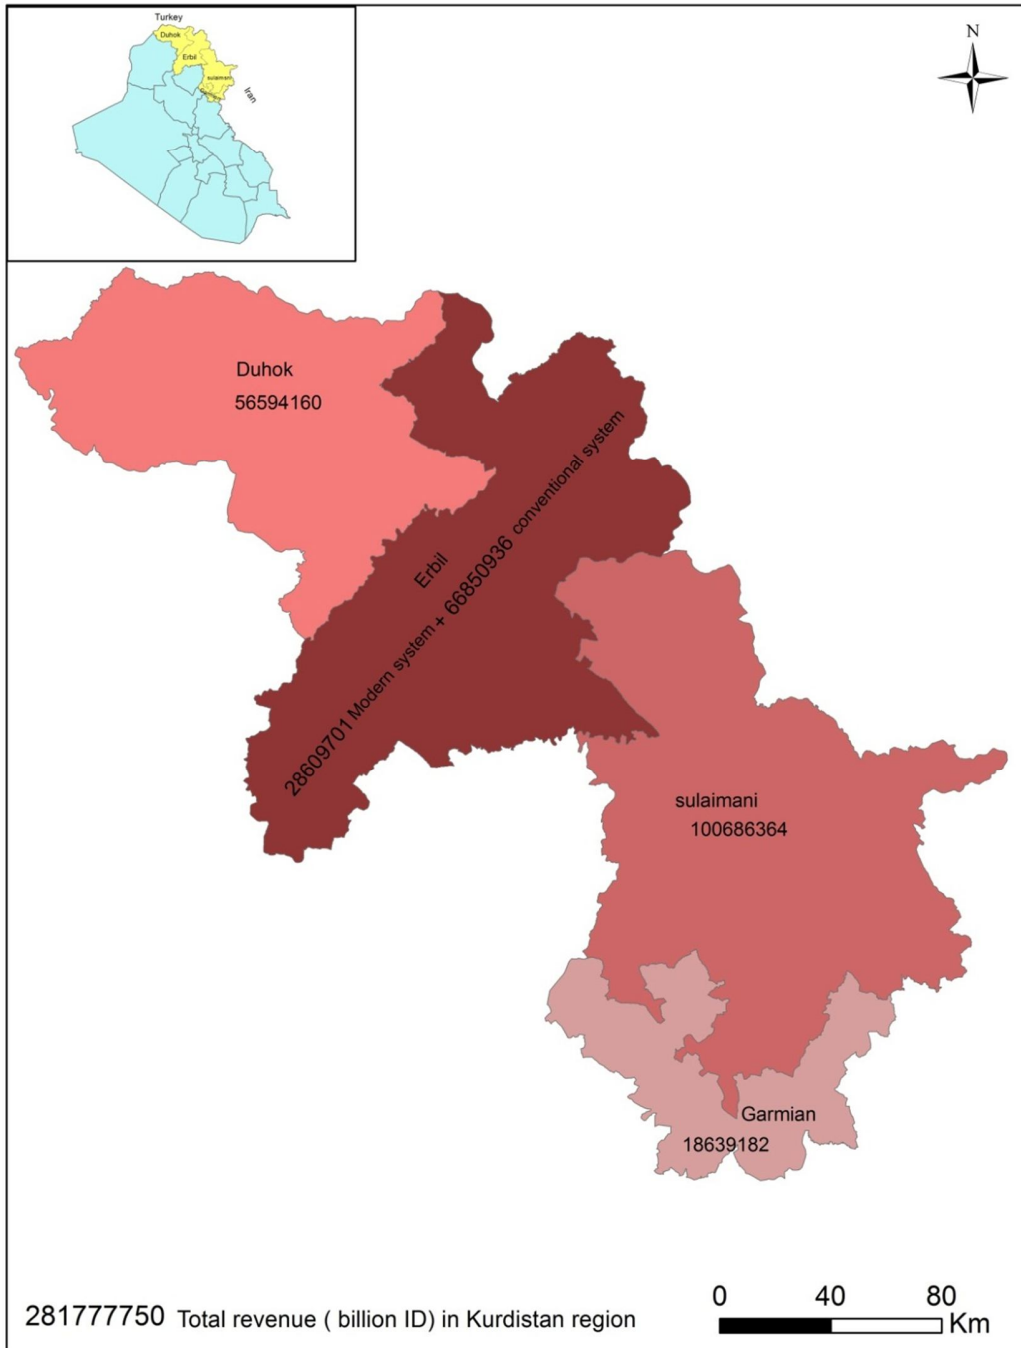 Turkey
Duhok
Erbil
sulaimani
Iran
N
Duhok
56594160
Erbil
28609701 Modern system + 66850936 conventional system
sulaimani
100686364
Garmian
18639182
281777750 Total revenue ( billion ID) in Kurdistan region
0 40 80
Km